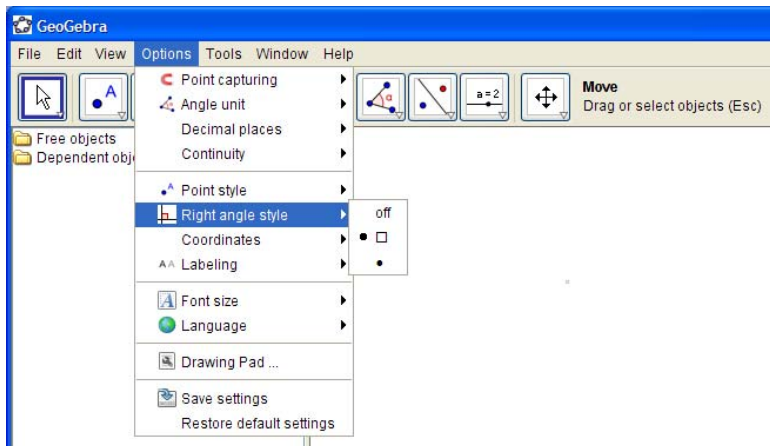 GeoGebra
File Edit View Options Tools Window Help
A
α
a = 2
Move
Drag or select objects (Esc)
Free objects
Dependent obj
Point capturing
Angle unit
Decimal places
Continuity
A Point style
Right angle style
off
Coordinates
AA Labeling
A Font size
Language
Drawing Pad ...
Save settings
Restore default settings